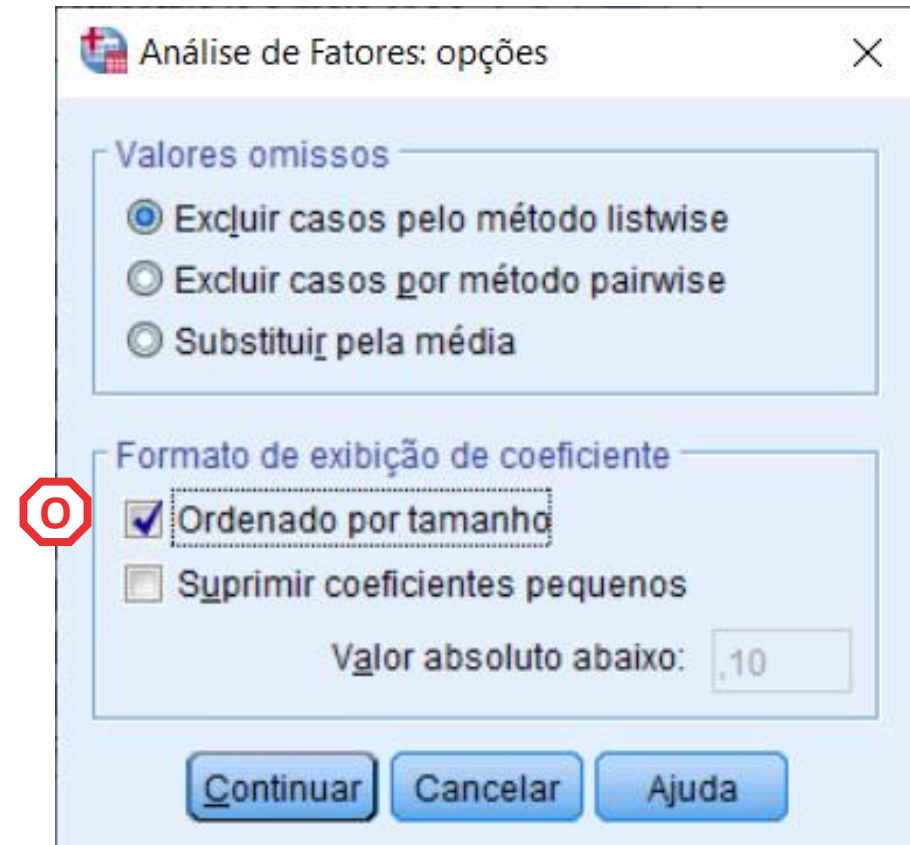 Análise de Fatores: opções
Valores omissos
Excluir casos pelo método listwise
Excluir casos por método pairwise
Substituir pela média
Formato de exibição de coeficiente
O
Ordenado por tamanho
Suprimir coeficientes pequenos
Valor absoluto abaixo: ,10
Continuar Cancelar Ajuda